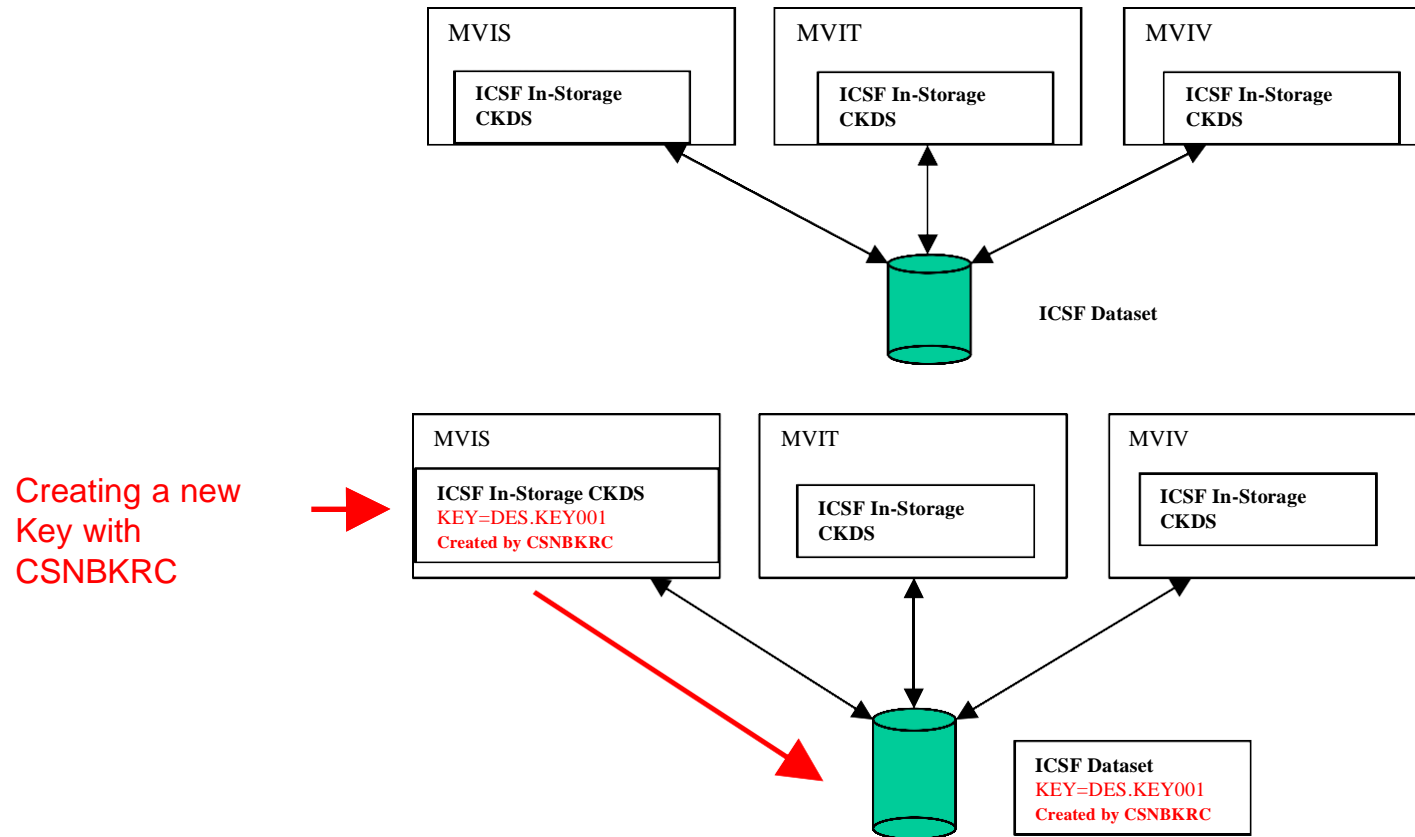 MVIS
ICSF In-Storage
CKDS
MVIT
ICSF In-Storage
CKDS
MVIV
ICSF In-Storage
CKDS
ICSF Dataset
Creating a new
Key with
CSNBKRC
MVIS
ICSF In-Storage CKDS
KEY=DES.KEY001
Created by CSNBKRC
MVIT
ICSF In-Storage
CKDS
MVIV
ICSF In-Storage
CKDS
ICSF Dataset
KEY=DES.KEY001
Created by CSNBKRC